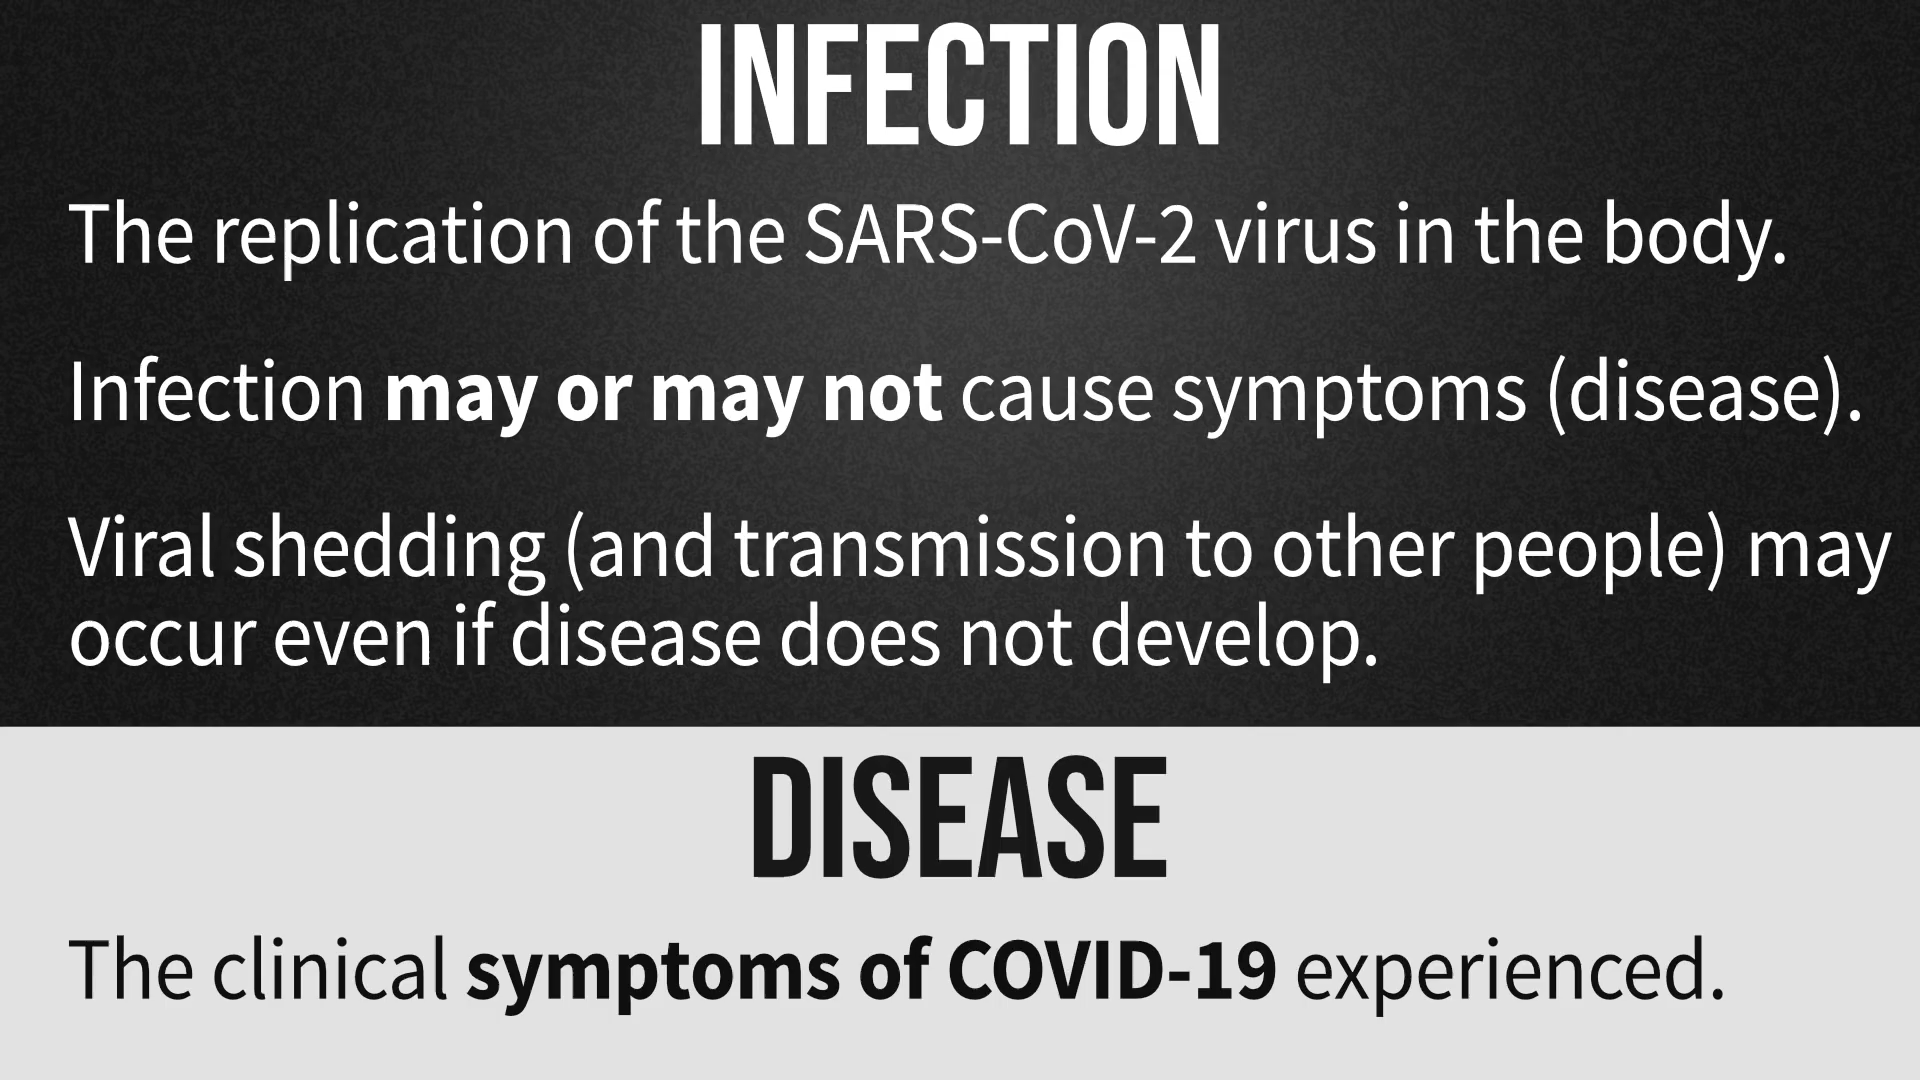 INFECTION
The replication of the SARS-CoV-2 virus in the body.
Infection may or may not cause symptoms (disease).
Viral shedding (and transmission to other people) may
occur even if disease does not develop.
DISEASE
The clinical symptoms of COVID-19 experienced.